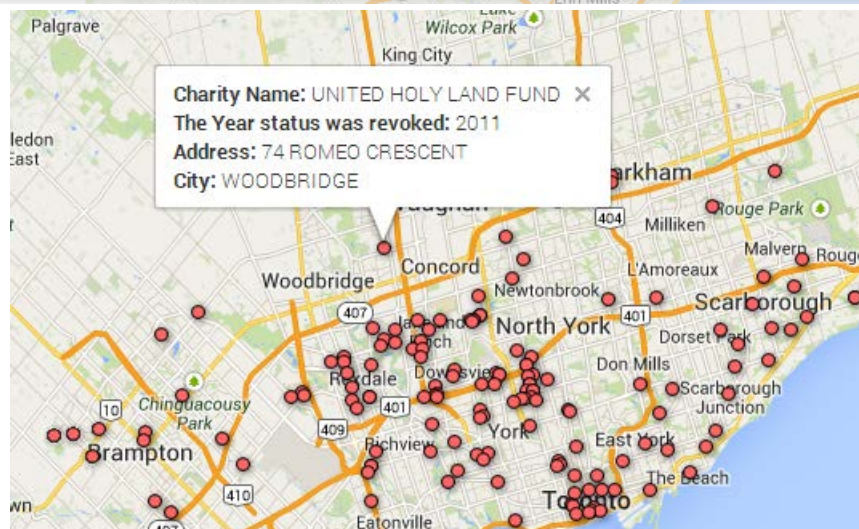 Palgrave
Wilcox Park
King City
Charity Name: UNITED HOLY LAND FUND
The Year status was revoked: 2011
Address: 74 ROMEO CRESCENT
City: WOODBRIDGE
East
404
Milliken
Rouge Park
Malvern
Woodbridge
Concord
L'Amoreaux
Newtonbrook
407
401
Scarborough
North York
Dorset Park
Don Mills
10
Chinguacousy
Park
401
Scarborough
Junction
409
Richview
York
East York
Brampton
410
The Beach
Toronto
Eatonville